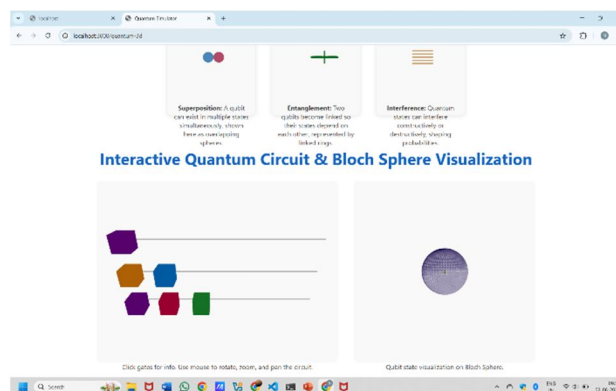 localhost
Quantum Simulator
localhost:3000/quantum-3d
Superposition: A qubit
can exist in multiple states
simultaneously, shown
here as overlapping
spheres
Entanglement: Two
qubits become linked so
their states depend on
each other, represented by
linked rings
Interference: Quantum
states can interfere
constructively or
destructively, shaping
probabilities
Interactive Quantum Circuit & Bloch Sphere Visualization
Click gates for info. Use mouse to rotate, zoom, and pan the circuit.
Qubit state visualization on Bloch Sphere.
Search
ENG
IN